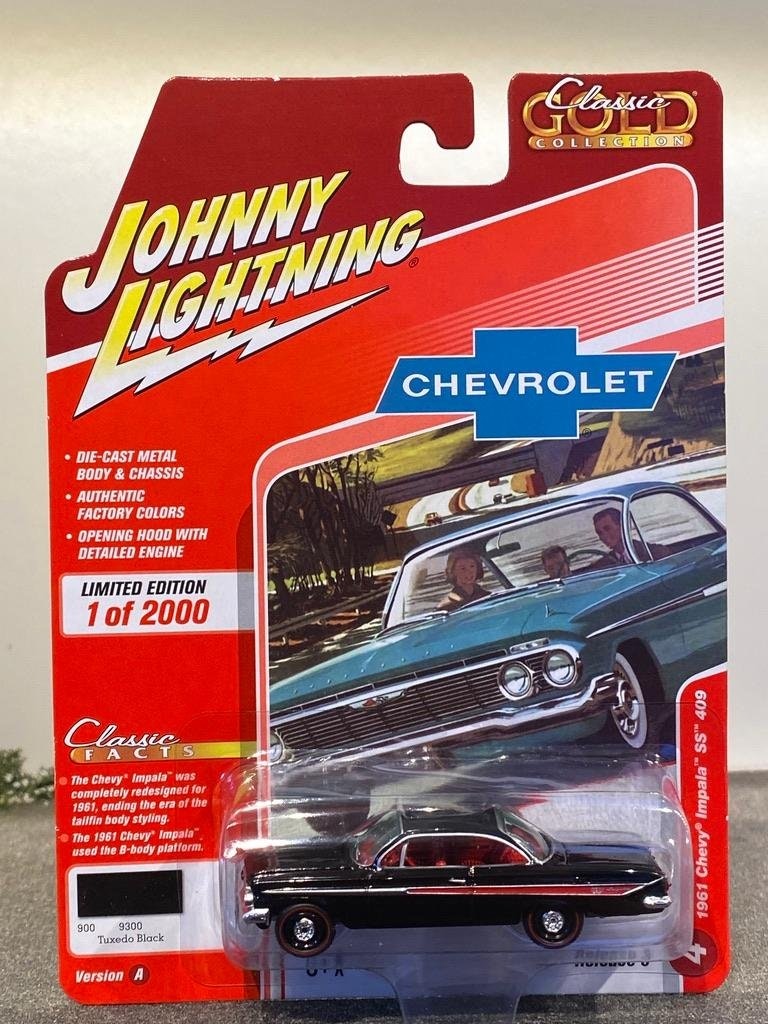 Classic
GOLD®
COLLECTION
JOHNNY
LIGHTNING®
CHEVROLET
®
• DIE-CAST METAL
BODY & CHASSIS
• AUTHENTIC
FACTORY COLORS
• OPENING HOOD WITH
DETAILED ENGINE
LIMITED EDITION
1 of 2000
Classic
FACTS
• The Chevy® Impala™ was
completely redesigned for
1961, ending the era of the
tailfin body styling.
• The 1961 Chevy® Impala™
used the B-body platform.
900 9300
Tuxedo Black
Version A
1961 Chevy® Impala™ SS™ 409
4
Release